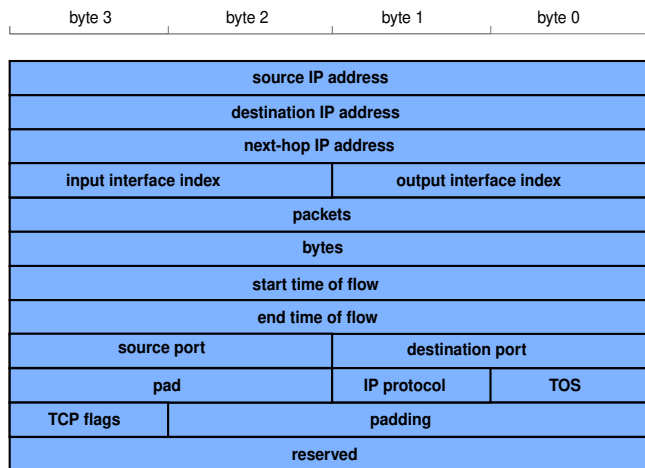 byte 3 byte 2 byte 1 byte 0
source IP address
destination IP address
next-hop IP address
input interface index output interface index
packets
bytes
start time of flow
end time of flow
source port destination port
pad IP protocol TOS
TCP flags padding
reserved